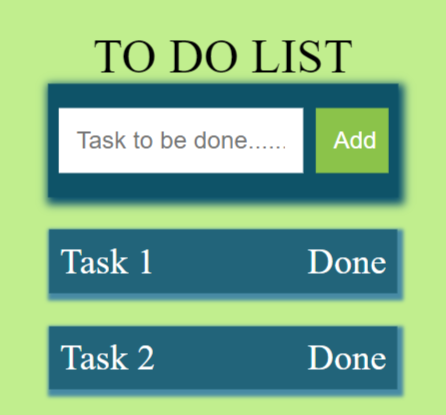 TO DO LIST
Task to be done...... Add
Task 1 Done
Task 2 Done